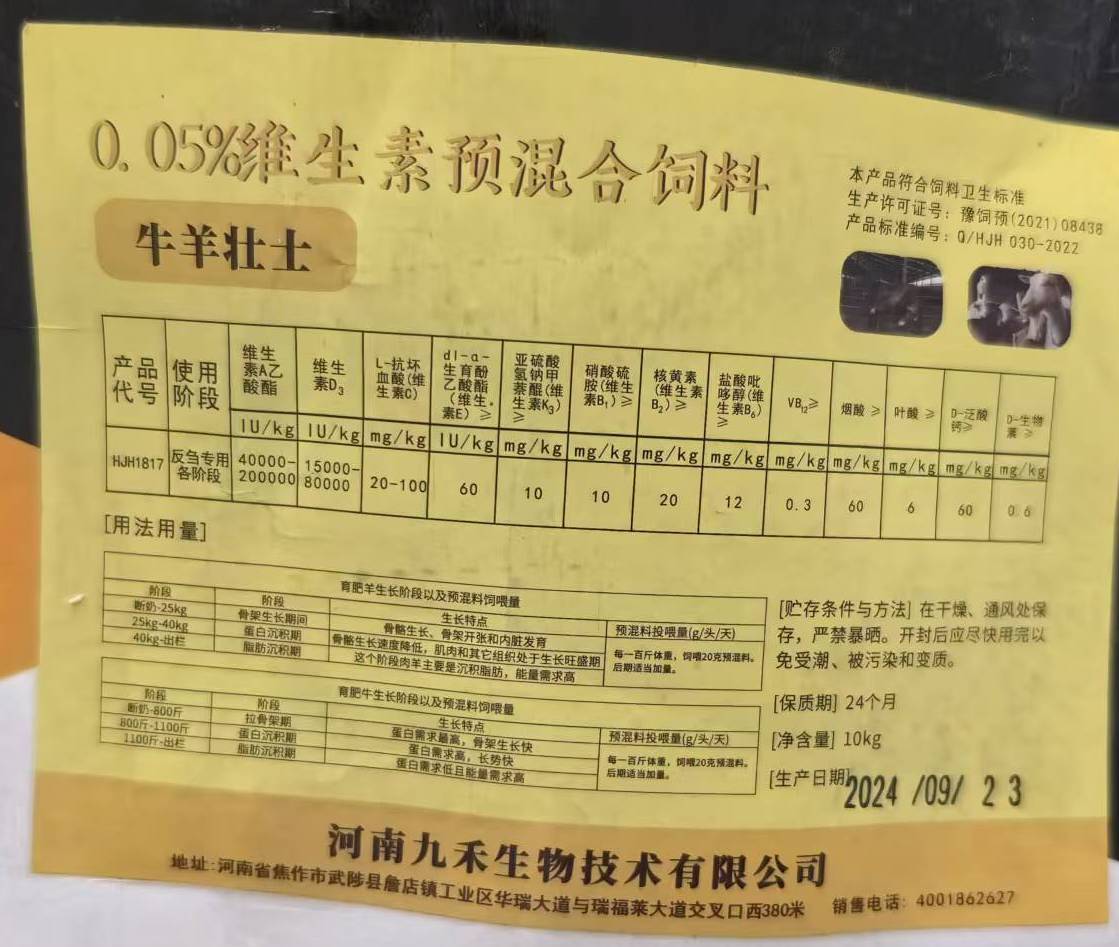 0.05%维生素预混合饲料
牛羊壮士
本产品符合饲料卫生标准
生产许可证号：豫饲预(2021)08438
产品标准编号：Q/HJH 030-2022
产品代号 使用阶段 维生素A乙酸酯 维生素D₃ L-抗坏血酸(维生素C) dl-a-生育酚乙酸酯(维生素E)≥ 亚硫酸氢钠甲萘醌(维生素K₃)≥ 硝酸硫胺(维生素B₁)≥ 核黄素(维生素B₂)≥ 盐酸吡哆醇(维生素B₆)≥ VB₁₂≥ 烟酸 ≥ 叶酸 ≥ D-泛酸钙≥ D-生物素 ≥
IU/kg IU/kg mg/kg IU/kg mg/kg mg/kg mg/kg mg/kg mg/kg mg/kg mg/kg mg/kg mg/kg
HJH1817 反刍专用各阶段 40000-200000 15000-80000 20-100 60 10 10 20 12 0.3 60 6 60 0.6
[用法用量]
育肥羊生长阶段以及预混料饲喂量
阶段 阶段 生长特点 预混料投喂量(g/头/天)
断奶-25kg 骨架生长期间 骨骼生长、骨架开张和内脏发育
25kg-40kg 蛋白沉积期 骨骼生长速度降低，肌肉和其它组织处于生长旺盛期
40kg-出栏 脂肪沉积期 这个阶段肉羊主要是沉积脂肪，能量需求高
每一百斤体重，饲喂20克预混料。
后期适当加量。
育肥牛生长阶段以及预混料饲喂量
阶段 阶段 生长特点 预混料投喂量(g/头/天)
断奶-800斤 拉骨架期 蛋白需求最高，骨架生长快
800斤-1100斤 蛋白沉积期 蛋白需求高，长势快
1100斤-出栏 脂肪沉积期 蛋白需求低且能量需求高
每一百斤体重，饲喂20克预混料。
后期适当加量。
[贮存条件与方法] 在干燥、通风处保
存，严禁暴晒。开封后应尽快用完以
免受潮、被污染和变质。
[保质期] 24个月
[净含量] 10kg
[生产日期] 2024 /09/ 23
河南九禾生物技术有限公司
地址:河南省焦作市武陟县詹店镇工业区华瑞大道与瑞福莱大道交叉口西380米 销售电话：4001862627